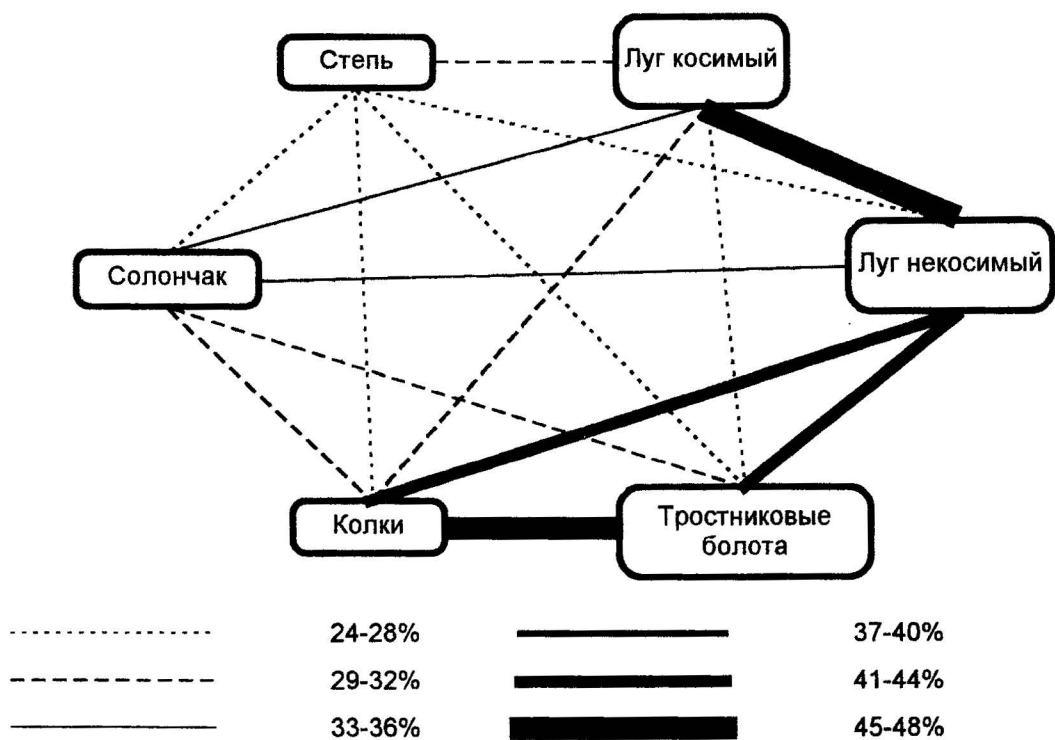 Степь
Луг косимый
Солончак
Луг некосимый
Колки
Тростниковые
болота
24-28%
37-40%
29-32%
41-44%
33-36%
45-48%